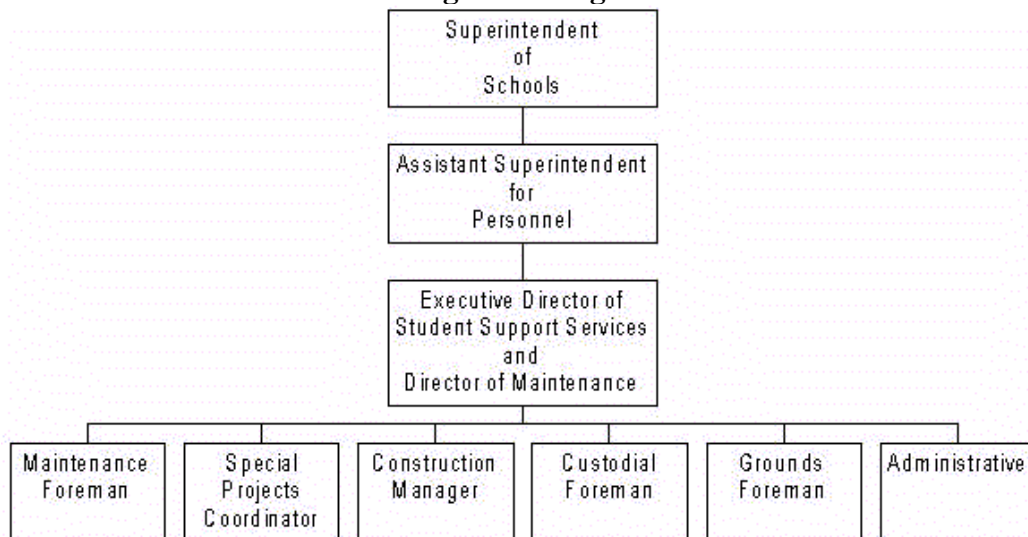 Superintendent
of
Schools
Assistant Superintendent
for
Personnel
Executive Director of
Student Support Services
and
Director of Maintenance
Maintenance
Foreman
Special
Projects
Coordinator
Construction
Manager
Custodial
Foreman
Grounds
Foreman
Administrative